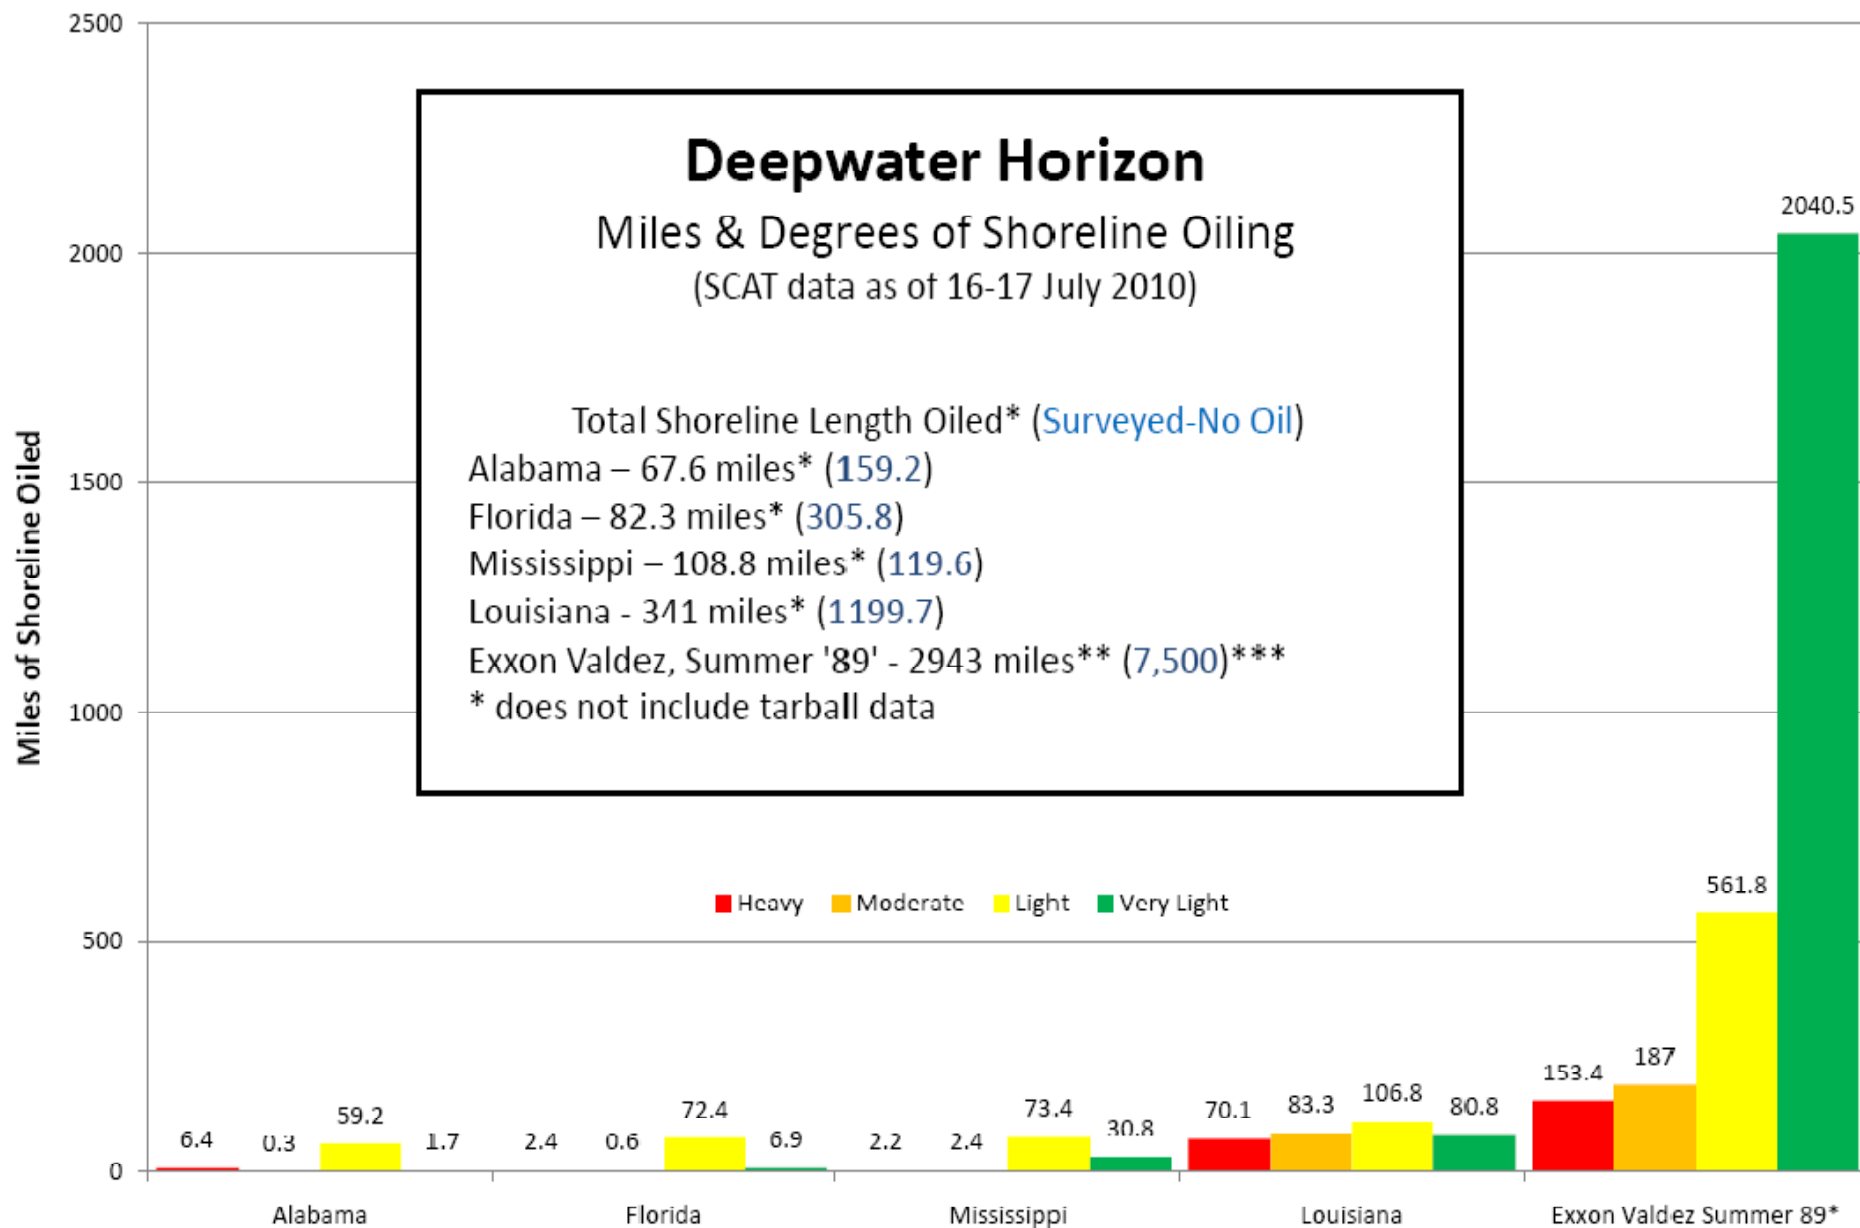 2500
2000
1500
1000
500
0
Miles of Shoreline Oiled
Deepwater Horizon
Miles & Degrees of Shoreline Oiling
(SCAT data as of 16-17 July 2010)
Total Shoreline Length Oiled* (Surveyed-No Oil)
Alabama – 67.6 miles* (159.2)
Florida – 82.3 miles* (305.8)
Mississippi – 108.8 miles* (119.6)
Louisiana - 341 miles* (1199.7)
Exxon Valdez, Summer '89' - 2943 miles** (7,500)***
* does not include tarball data
Heavy Moderate Light Very Light
6.4 0.3 59.2 1.7
2.4 0.6 72.4 6.9
2.2 2.4 73.4 30.8
70.1 83.3 106.8 80.8
153.4 187 561.8 2040.5
Alabama Florida Mississippi Louisiana Exxon Valdez Summer 89*